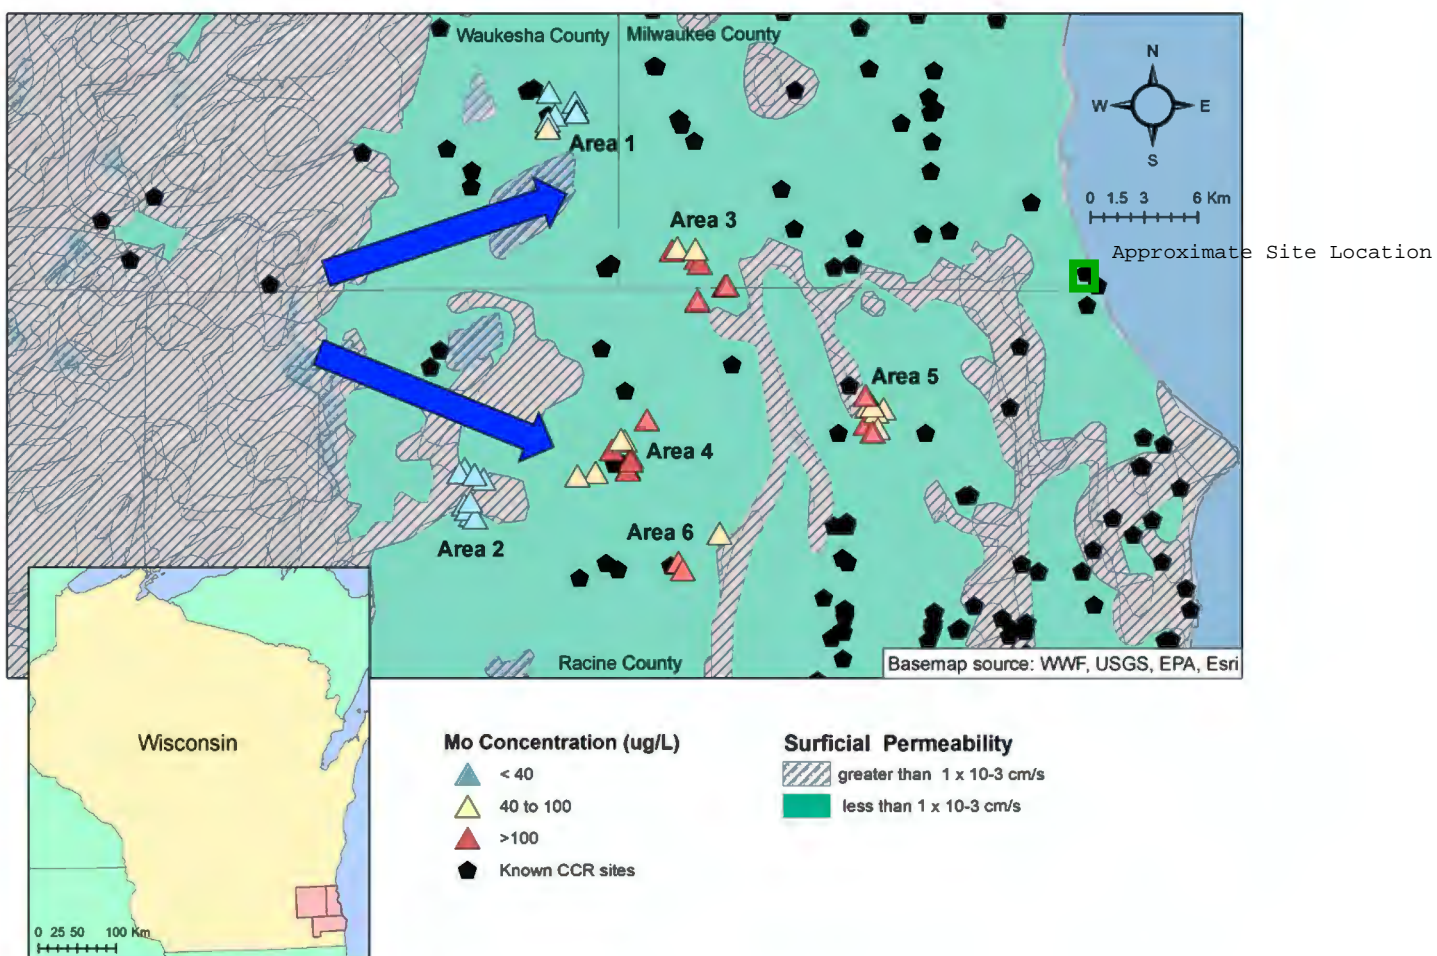 Waukesha County
Milwaukee County
N
W E
S
Area 1
0 1.5 3 6 Km
Area 3
Approximate Site Location
Area 5
Area 4
Area 6
Area 2
Racine County
Basemap source: WWF, USGS, EPA, Esri
Wisconsin
0 25 50 100 Km
Mo Concentration (ug/L)
< 40
40 to 100
>100
Known CCR sites
Surficial Permeability
greater than 1 x 10-3 cm/s
less than 1 x 10-3 cm/s